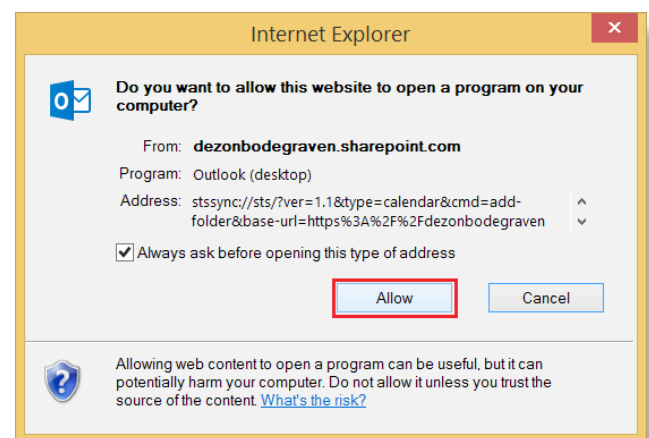 Internet Explorer
Do you want to allow this website to open a program on your
computer?
From: dezonbodegraven.sharepoint.com
Program: Outlook (desktop)
Address: stssync://sts/?ver=1.1&type=calendar&cmd=add-
folder&base-url=https%3A%2F%2Fdezonbodegraven
Always ask before opening this type of address
Allow Cancel
Allowing web content to open a program can be useful, but it can
potentially harm your computer. Do not allow it unless you trust the
source of the content. What's the risk?